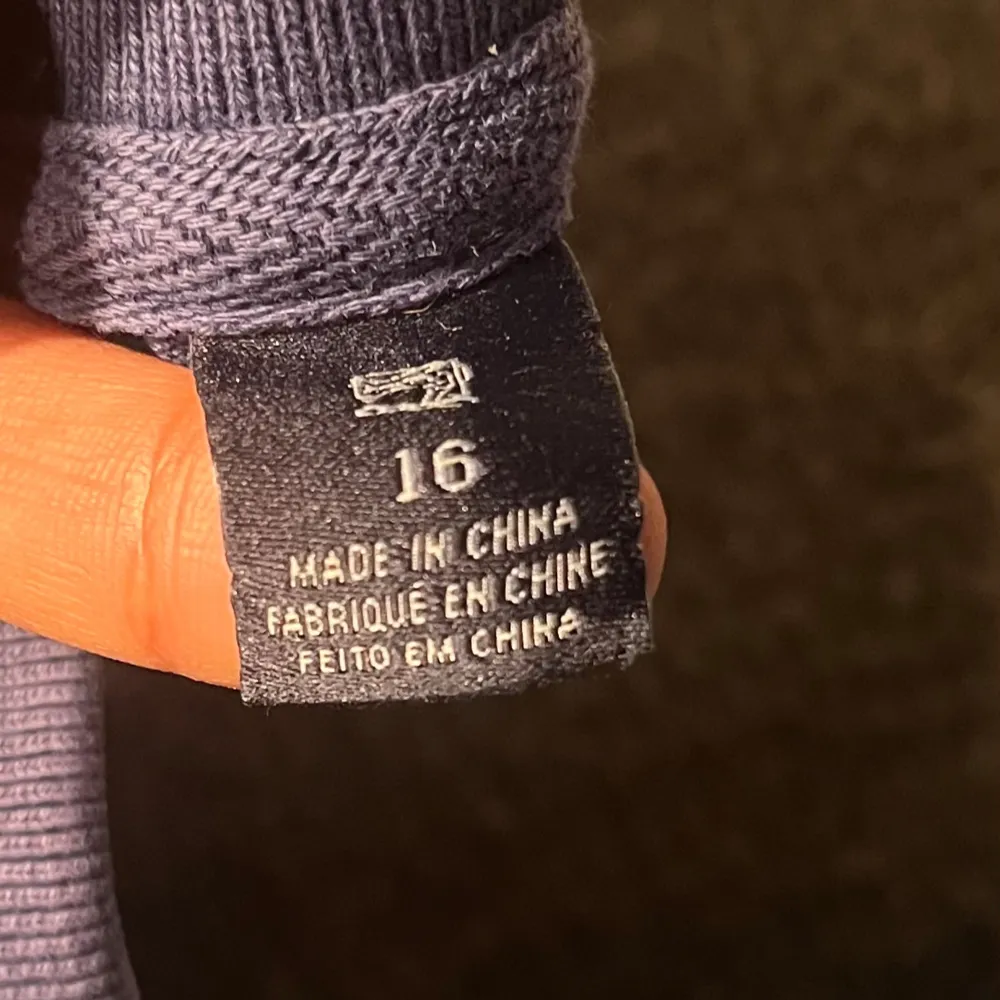 16
MADE IN CHINA
FABRIQUÉ EN CHINE
FEITO EM CHINA